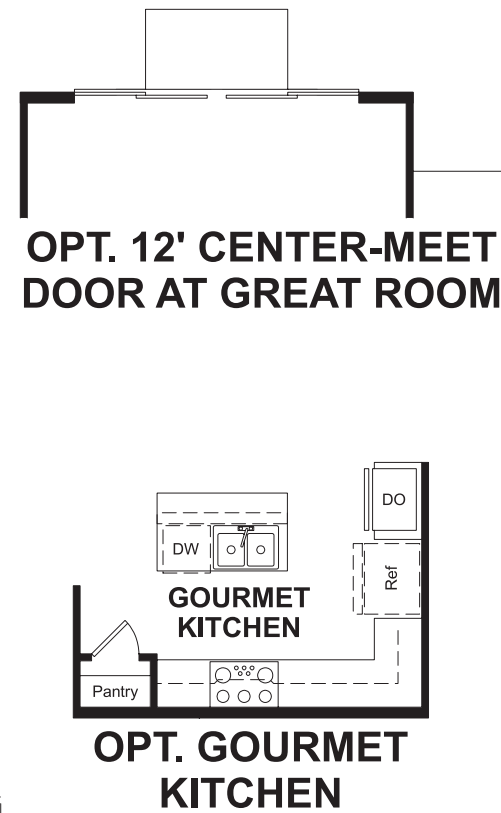 OPT. 12' CENTER-MEET
DOOR AT GREAT ROOM
DO
DW
Ref
GOURMET
KITCHEN
Pantry
OPT. GOURMET
KITCHEN